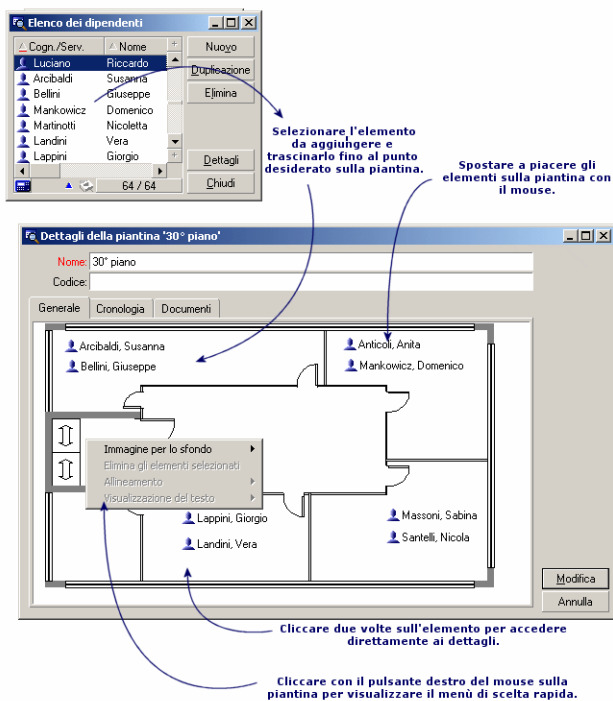 Elenco dei dipendenti
Cogn./Serv. Nome +
Luciano Riccardo
Arcibaldi Susanna
Bellini Giuseppe
Mankowicz Domenico
Martinotti Nicoletta
Landini Vera
Lappini Giorgio +
64 / 64
Nuovo
Duplicazione
Elimina
Dettagli
Chiudi
Selezionare l'elemento
da aggiungere e
trascinarlo fino al punto
desiderato sulla piantina.
Spostare a piacere gli
elementi sulla piantina con
il mouse.
Dettagli della piantina '30° piano'
Nome: 30° piano
Codice:
Generale Cronologia Documenti
Arcibaldi, Susanna
Bellini, Giuseppe
Anticoli, Anita
Mankowicz, Domenico
Immagine per lo sfondo
Elimina gli elementi selezionati
Allineamento
Visualizzazione del testo
Lappini, Giorgio
Landini, Vera
Massoni, Sabina
Santelli, Nicola
Modifica
Annulla
Cliccare due volte sull'elemento per accedere
direttamente ai dettagli.
Cliccare con il pulsante destro del mouse sulla
piantina per visualizzare il menù di scelta rapida.